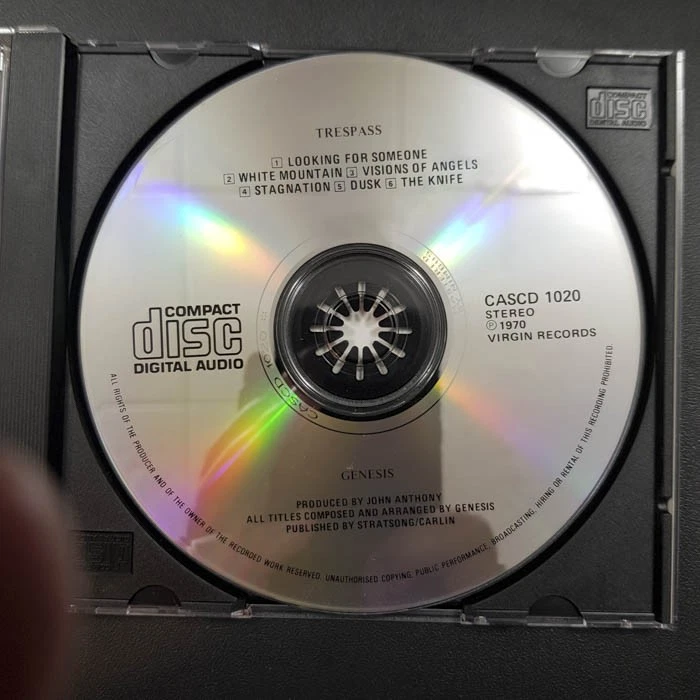 TRESPASS
1 LOOKING FOR SOMEONE
2 WHITE MOUNTAIN 3 VISIONS OF ANGELS
4 STAGNATION 5 DUSK 6 THE KNIFE
COMPACT
disc
DIGITAL AUDIO
CASCD 1020
STEREO
Ⓟ 1970
VIRGIN RECORDS
GENESIS
PRODUCED BY JOHN ANTHONY
ALL TITLES COMPOSED AND ARRANGED BY GENESIS
PUBLISHED BY STRATSONG/CARLIN
ALL RIGHTS OF THE PRODUCER AND OF THE OWNER OF THE RECORDED WORK RESERVED. UNAUTHORISED COPYING, PUBLIC PERFORMANCE, BROADCASTING, HIRING OR RENTAL OF THIS RECORDING PROHIBITED.
CASCD 1020
COMPACT
disc
DIGITAL AUDIO